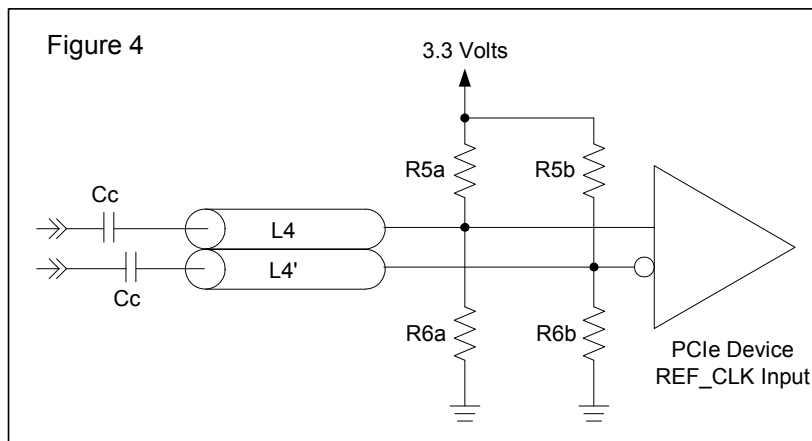 Figure 4
3.3 Volts
R5a
R5b
Cc
L4
L4'
Cc
R6a
R6b
PCIe Device
REF_CLK Input